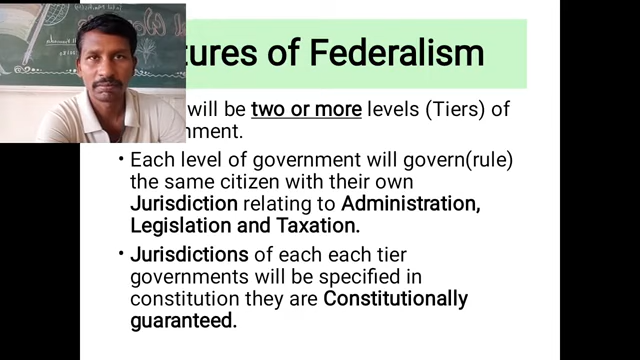 tures of Federalism
will be two or more levels (Tiers) of
nment.
• Each level of government will govern(rule)
the same citizen with their own
Jurisdiction relating to Administration,
Legislation and Taxation.
• Jurisdictions of each each tier
governments will be specified in
constitution they are Constitutionally
guaranteed.